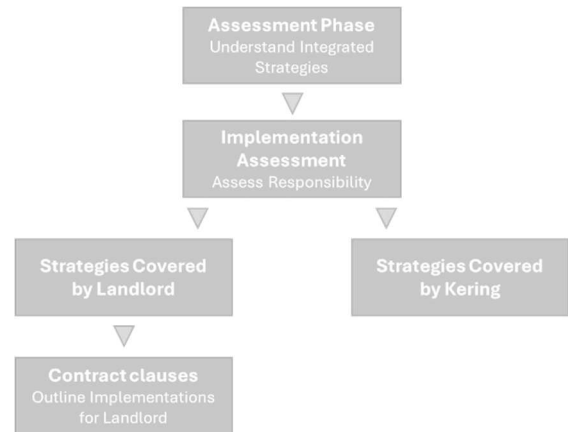 Assessment Phase
Understand Integrated
Strategies
Implementation
Assessment
Assess Responsibility
Strategies Covered
by Landlord
Strategies Covered
by Kering
Contract clauses
Outline Implementations
for Landlord